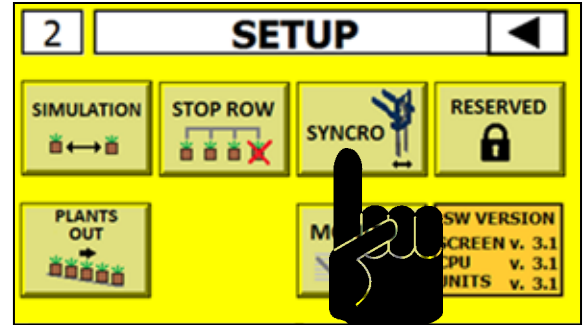 2 SETUP
SIMULATION STOP ROW SYNCRO RESERVED
PLANTS
OUT
SW VERSION
SCREEN v. 3.1
CPU v. 3.1
UNITS v. 3.1